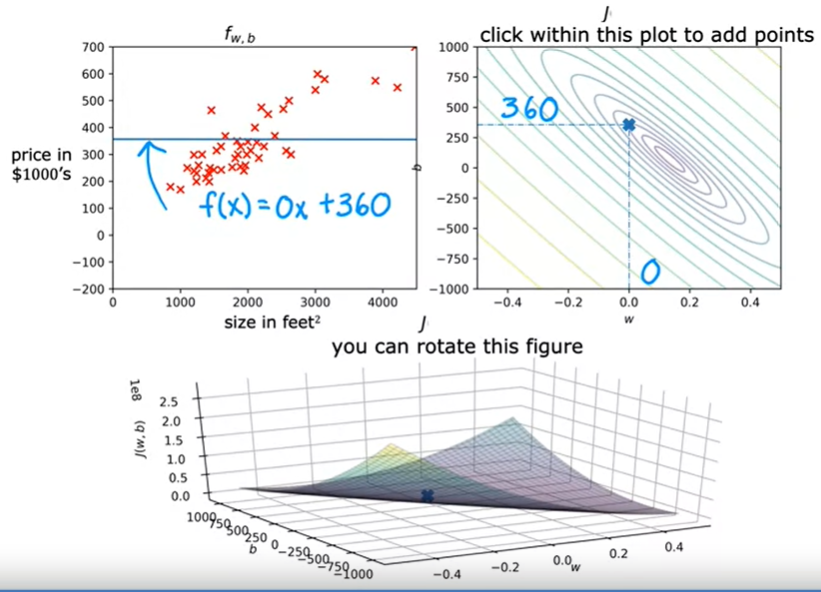 f w, b
700
600
500
400
300
200
100
0
−100
−200
price in
$1000's
0 1000 2000 3000 4000
size in feet²
f(x) = 0x + 360
J
click within this plot to add points
1000
750
500
250
0
−250
−500
−750
−1000
b
360
0
−0.4 −0.2 0.0 0.2 0.4
w
J
you can rotate this figure
1e8
J(w, b)
2.5
2.0
1.5
1.0
0.5
0.0
1000 750 500 250 0 −250 −500 −750 −1000
b
−0.4 −0.2 0.0 0.2 0.4
w